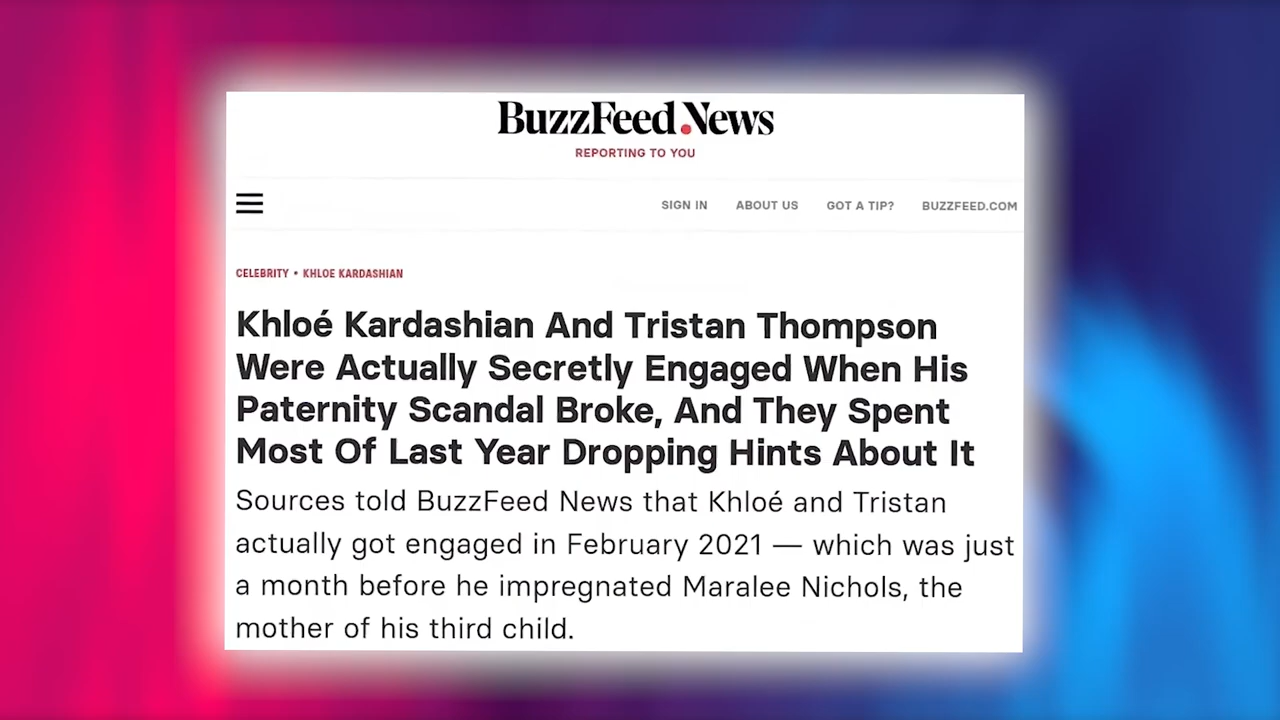 BuzzFeed News
REPORTING TO YOU
SIGN IN ABOUT US GOT A TIP? BUZZFEED.COM
CELEBRITY • KHLOE KARDASHIAN
Khloé Kardashian And Tristan Thompson
Were Actually Secretly Engaged When His
Paternity Scandal Broke, And They Spent
Most Of Last Year Dropping Hints About It
Sources told BuzzFeed News that Khloé and Tristan
actually got engaged in February 2021 — which was just
a month before he impregnated Maralee Nichols, the
mother of his third child.